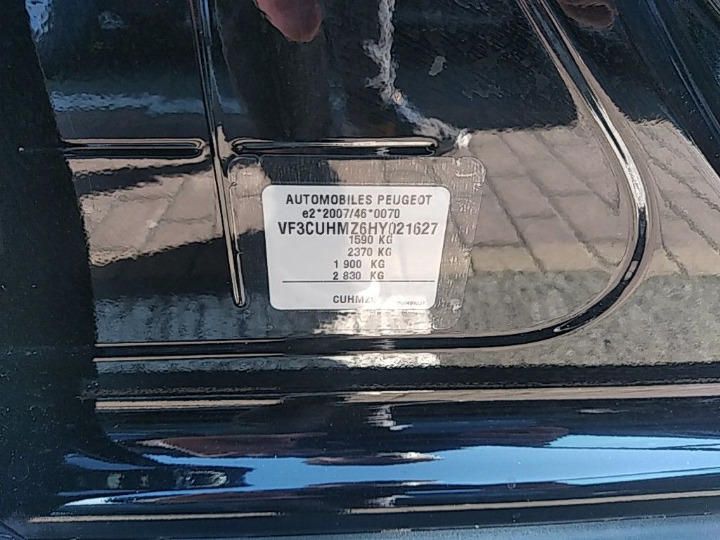 AUTOMOBILES PEUGEOT
e2*2007/46*0070
VF3CUHMZ6HY021627
1590 KG
2370 KG
1 900 KG
2 830 KG